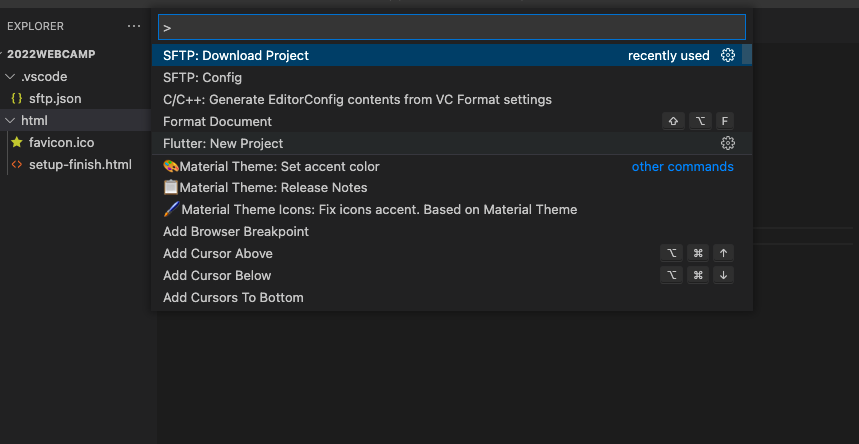 EXPLORER
2022WEBCAMP
.vscode
{} sftp.json
html
favicon.ico
<> setup-finish.html
>
SFTP: Download Project recently used
SFTP: Config
C/C++: Generate EditorConfig contents from VC Format settings
Format Document ⇧ ⌥ F
Flutter: New Project
🎨Material Theme: Set accent color other commands
📋Material Theme: Release Notes
🖌️Material Theme Icons: Fix icons accent. Based on Material Theme
Add Browser Breakpoint
Add Cursor Above ⌥ ⌘ ↑
Add Cursor Below ⌥ ⌘ ↓
Add Cursors To Bottom